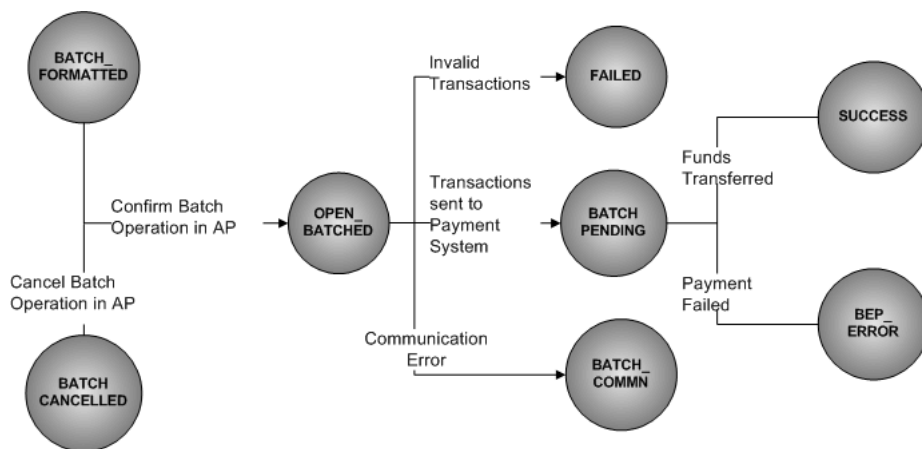 BATCH_
FORMATTED
Confirm Batch
Operation in AP
Cancel Batch
Operation in AP
BATCH
CANCELLED
OPEN_
BATCHED
Invalid
Transactions
FAILED
Transactions
sent to
Payment
System
BATCH
PENDING
Communication
Error
BATCH_
COMMN
Funds
Transferred
SUCCESS
Payment
Failed
BEP_
ERROR